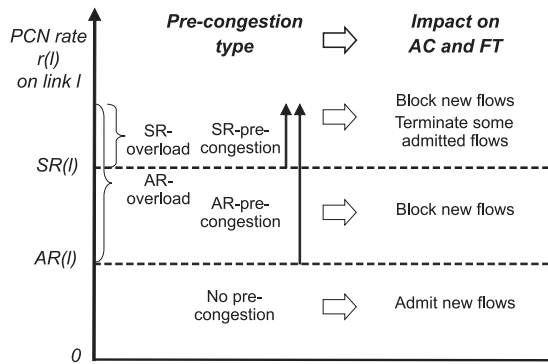 PCN rate
r(l)
on link l
Pre-congestion
type
Impact on
AC and FT
SR-
overload
SR-pre-
congestion
Block new flows
Terminate some
admitted flows
SR(l)
AR-
overload
AR-pre-
congestion
Block new flows
AR(l)
No pre-
congestion
Admit new flows
0